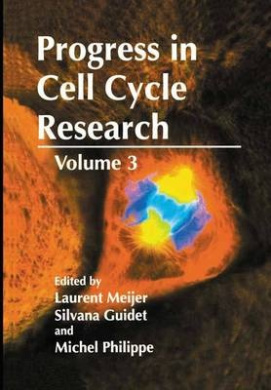 Progress in
Cell Cycle
Research
Volume 3
Edited by
Laurent Meijer
Silvana Guidet
and
Michel Philippe